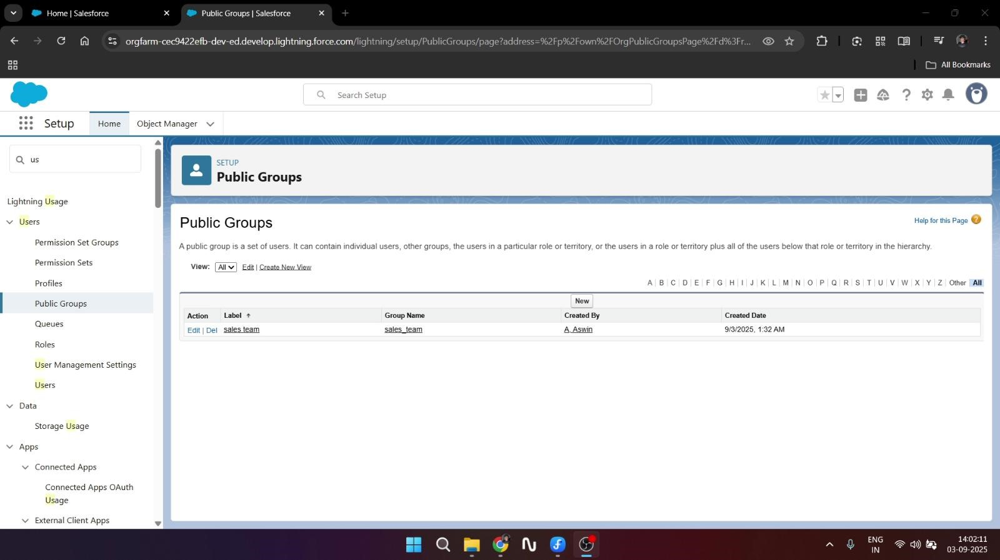 Home | Salesforce
Public Groups | Salesforce
orgfarm-cec9422efb-dev-ed.develop.lightning.force.com/lightning/setup/PublicGroups/page?address=%2Fp%2Fown%2FOrgPublicGroupsPage%2Fd%3Fr...
All Bookmarks
Search Setup
Setup
Home
Object Manager
us
Lightning Usage
Users
Permission Set Groups
Permission Sets
Profiles
Public Groups
Queues
Roles
User Management Settings
Users
Data
Storage Usage
Apps
Connected Apps
Connected Apps OAuth
Usage
External Client Apps
SETUP
Public Groups
Public Groups
Help for this Page
A public group is a set of users. It can contain individual users, other groups, the users in a particular role or territory, or the users in a role or territory plus all of the users below that role or territory in the hierarchy.
View: All Edit | Create New View
A | B | C | D | E | F | G | H | I | J | K | L | M | N | O | P | Q | R | S | T | U | V | W | X | Y | Z | Other All
New
Action Label Group Name Created By Created Date
Edit | Del sales team sales_team A, Aswin 9/3/2025, 1:32 AM
ENG
IN
14:02:11
03-09-2025